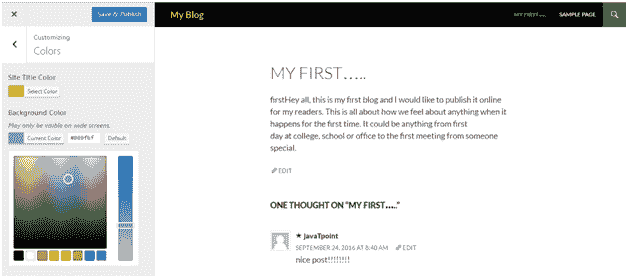 ×
Save & Publish
Customizing
Colors
Site Title Color
Select Color
Background Color
May only be visible on wide screens.
Current Color
Default
My Blog
SAMPLE PAGE
MY FIRST…..
firstHey all, this is my first blog and I would like to publish it online
for my readers. This is all about how we feel about anything when it
happens for the first time. It could be anything from first
day at college, school or office to the first meeting from someone
special.
EDIT
ONE THOUGHT ON “MY FIRST…..”
★ JavaTpoint
SEPTEMBER 24, 2016 AT 8:40 AM EDIT
nice post!!!!!!!!